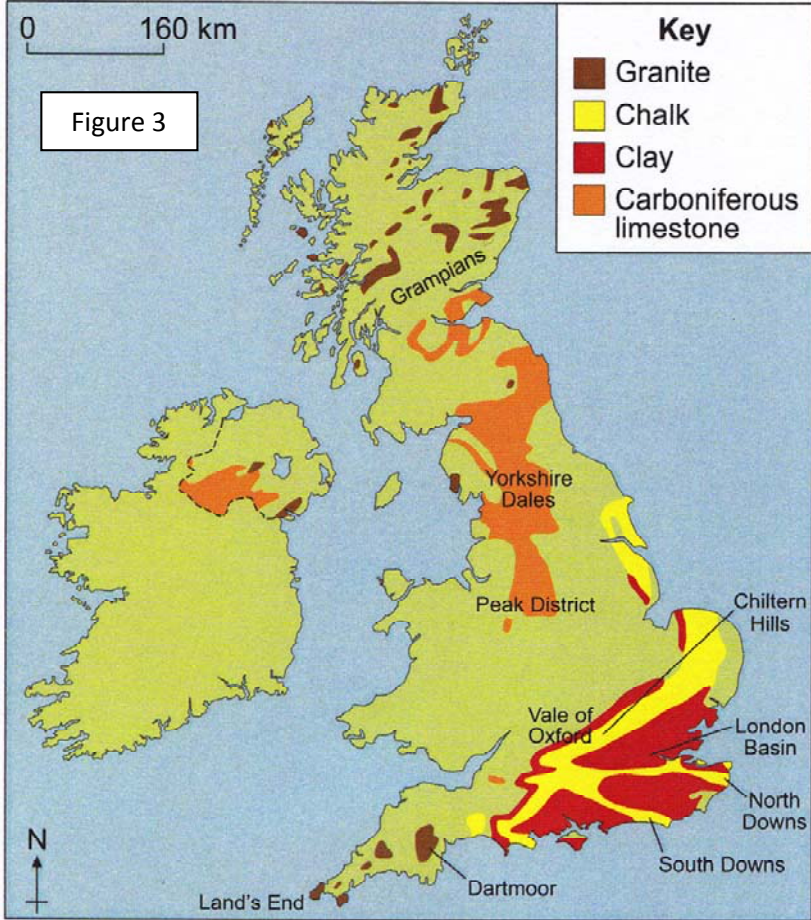 0 160 km
Figure 3
Key
Granite
Chalk
Clay
Carboniferous
limestone
Grampians
Yorkshire
Dales
Peak District
Chiltern
Hills
Vale of
Oxford
London
Basin
North
Downs
South Downs
Dartmoor
Land's End
N